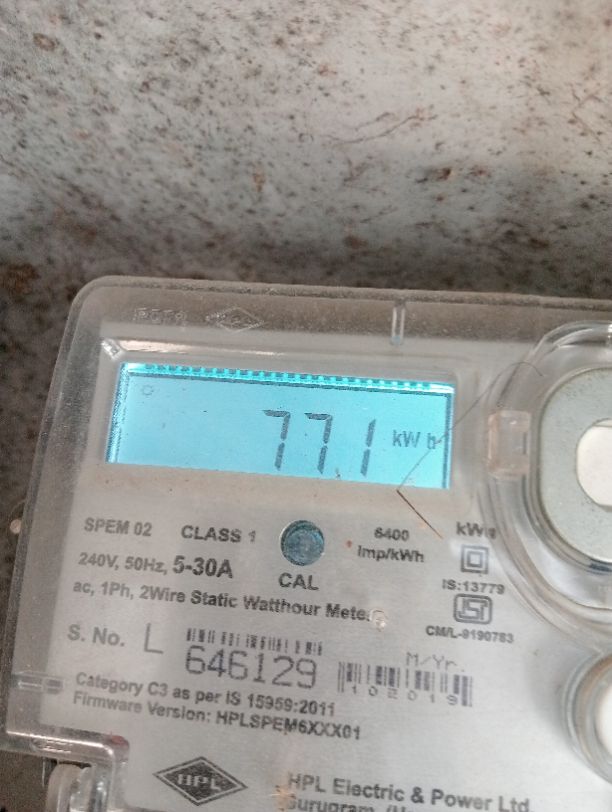 77.1 kWh
SPEM 02 CLASS 1 6400 imp/kWh
240V, 50Hz, 5-30A CAL
IS:13779
ac, 1Ph, 2Wire Static Watthour Meter
CM/L-9190783
S. No. L 646129
M/Yr.
102019
Category C3 as per IS 15959:2011
Firmware Version: HPLSPEM6XXX01
HPL
HPL Electric & Power Ltd